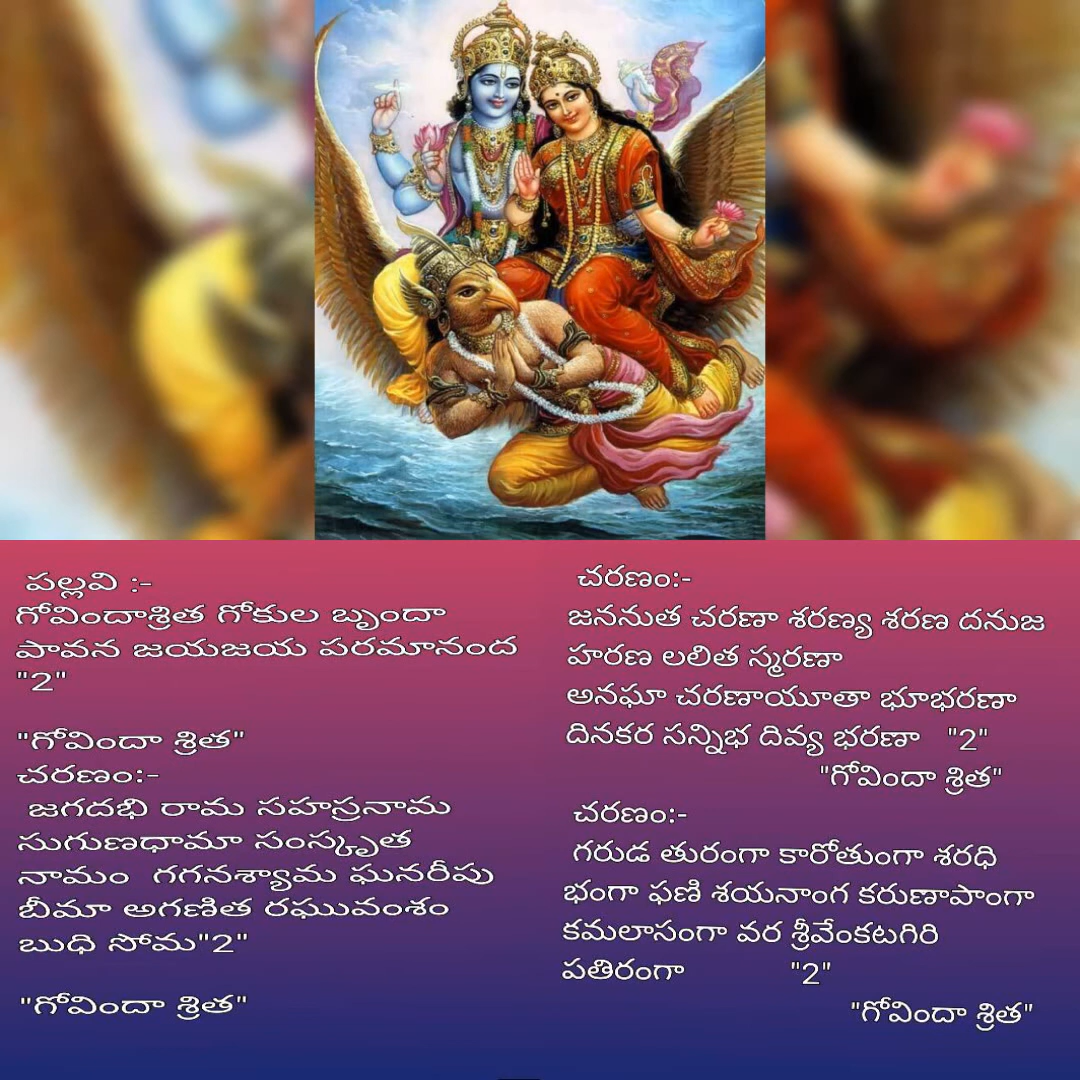 పల్లవి :-
గోవిందాశ్రిత గోకుల బృందా
పావన జయజయ పరమానంద
"2"
"గోవిందా శ్రిత"
చరణం:-
జగదభి రామ సహస్రనామ
సుగుణధామా సంస్కృత
నామం గగనశ్యామ ఘనరీపు
బీమా అగణిత రఘువంశం
బుధి సోమ"2"
"గోవిందా శ్రిత"
చరణం:-
జననుత చరణా శరణ్య శరణ దనుజ
హరణ లలిత స్మరణా
అనఘా చరణాయూతా భూభరణా
దినకర సన్నిభ దివ్య భరణా "2"
"గోవిందా శ్రిత"
చరణం:-
గరుడ తురంగా కారోతుంగా శరధి
భంగా ఫణి శయనాంగ కరుణాపాంగా
కమలాసంగా వర శ్రీవేంకటగిరి
పతిరంగా "2"
"గోవిందా శ్రిత"